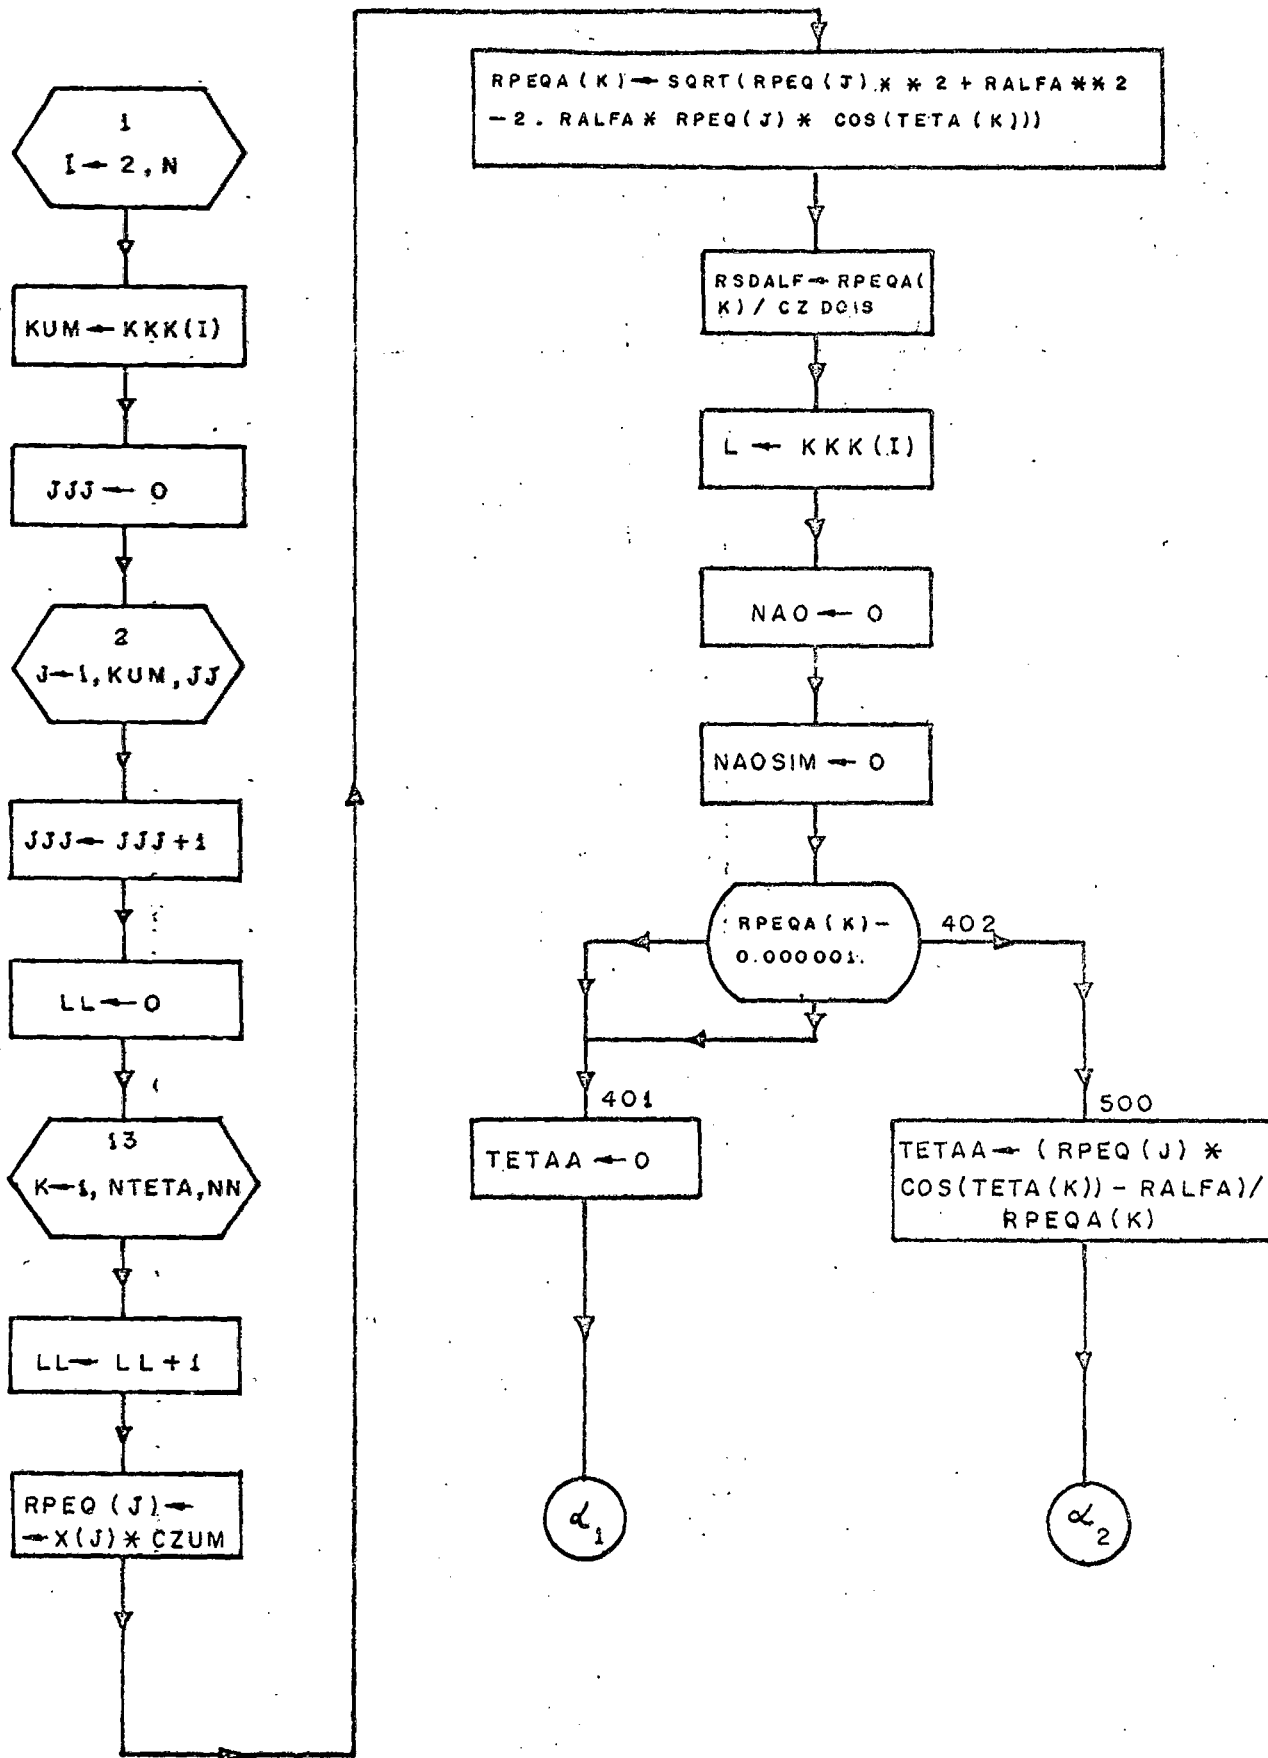 1
I ← 2, N
KUM ← KKK(I)
JJJ ← 0
2
J ← 1, KUM, JJ
JJJ ← JJJ + 1
LL ← 0
13
K ← 1, NTETA, NN
LL ← LL + 1
RPEQ (J) ←
← X(J) * CZUM
RPEQA (K) ← SQRT (RPEQ (J) * * 2 + RALFA ** 2
- 2. RALFA * RPEQ (J) * COS (TETA (K)))
RSDALF ← RPEQA (
K) / CZ DOIS
L ← KKK (I)
NAO ← 0
NAOSIM ← 0
RPEQA (K) -
0.000001.
402
401
TETAA ← 0
500
TETAA ← (RPEQ (J) *
COS(TETA(K)) - RALFA) /
RPEQA (K)
α1
α2